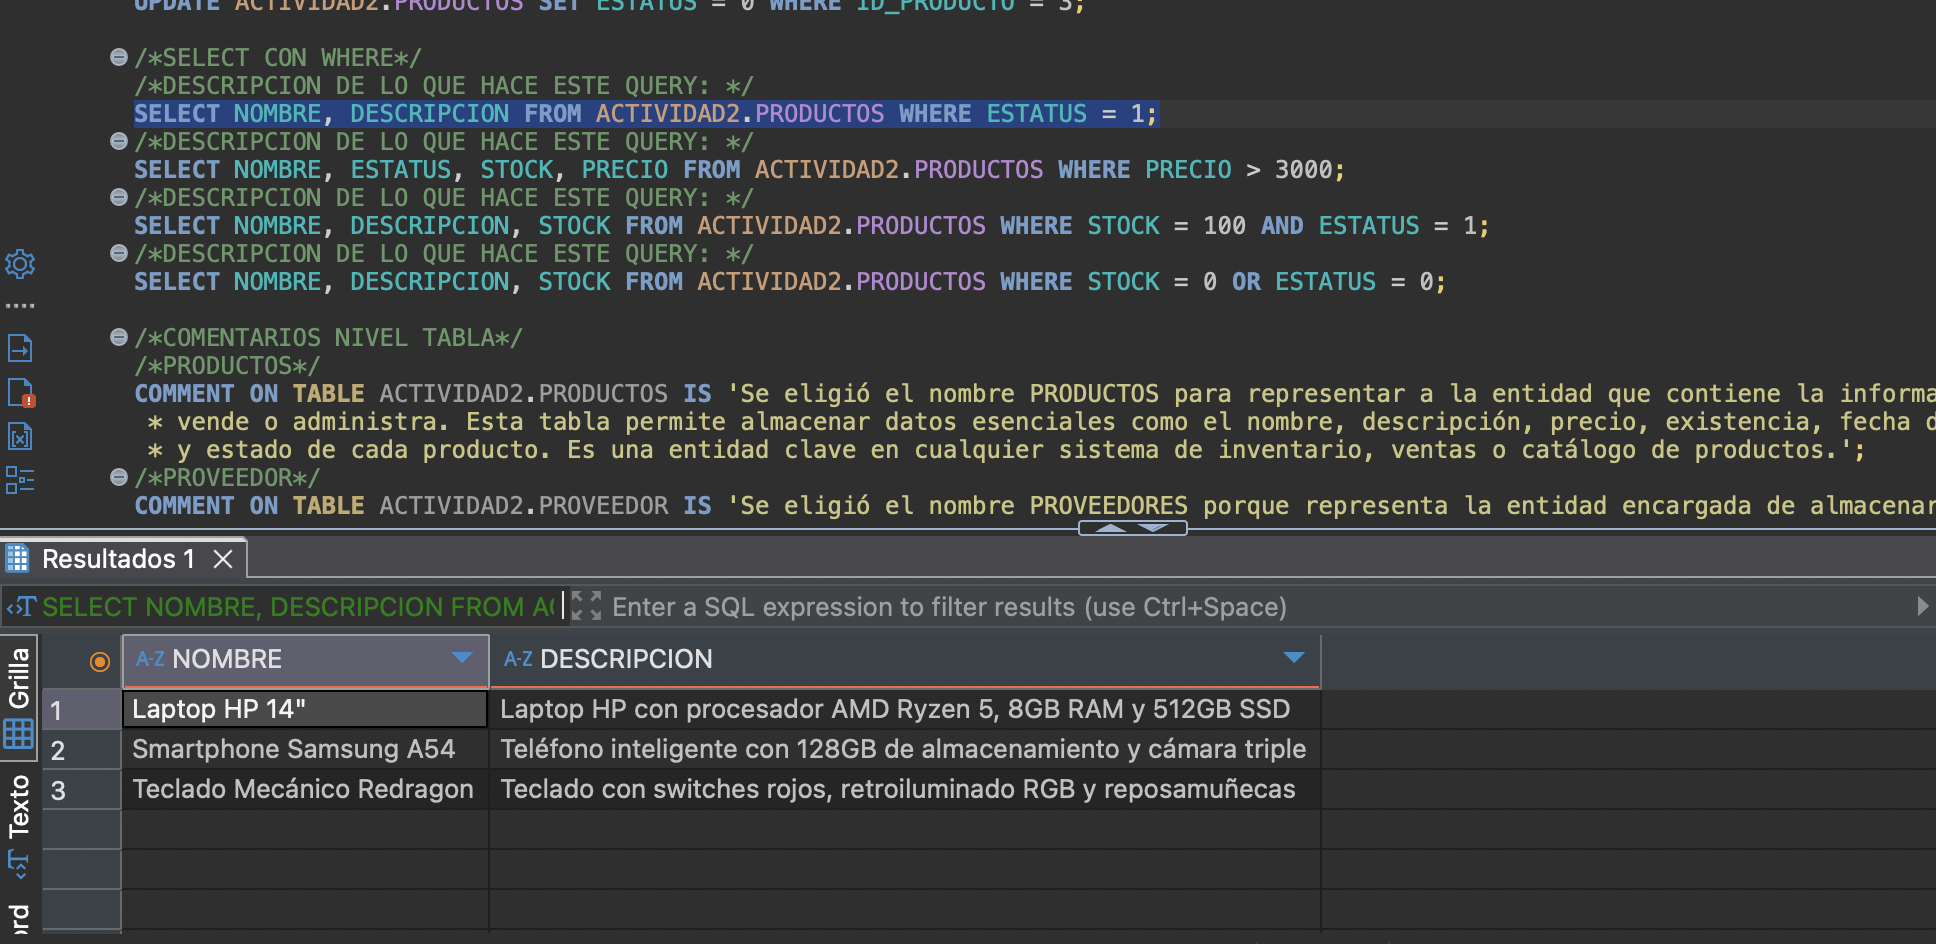 UPDATE ACTIVIDAD2.PRODUCTOS SET ESTATUS = 0 WHERE ID_PRODUCTO = 3;
/*SELECT CON WHERE*/
/*DESCRIPCION DE LO QUE HACE ESTE QUERY: */
SELECT NOMBRE, DESCRIPCION FROM ACTIVIDAD2.PRODUCTOS WHERE ESTATUS = 1;
/*DESCRIPCION DE LO QUE HACE ESTE QUERY: */
SELECT NOMBRE, ESTATUS, STOCK, PRECIO FROM ACTIVIDAD2.PRODUCTOS WHERE PRECIO > 3000;
/*DESCRIPCION DE LO QUE HACE ESTE QUERY: */
SELECT NOMBRE, DESCRIPCION, STOCK FROM ACTIVIDAD2.PRODUCTOS WHERE STOCK = 100 AND ESTATUS = 1;
/*DESCRIPCION DE LO QUE HACE ESTE QUERY: */
SELECT NOMBRE, DESCRIPCION, STOCK FROM ACTIVIDAD2.PRODUCTOS WHERE STOCK = 0 OR ESTATUS = 0;
/*COMENTARIOS NIVEL TABLA*/
/*PRODUCTOS*/
COMMENT ON TABLE ACTIVIDAD2.PRODUCTOS IS 'Se eligió el nombre PRODUCTOS para representar a la entidad que contiene la informa
* vende o administra. Esta tabla permite almacenar datos esenciales como el nombre, descripción, precio, existencia, fecha d
* y estado de cada producto. Es una entidad clave en cualquier sistema de inventario, ventas o catálogo de productos.';
/*PROVEEDOR*/
COMMENT ON TABLE ACTIVIDAD2.PROVEEDOR IS 'Se eligió el nombre PROVEEDORES porque representa la entidad encargada de almacenar
Resultados 1
SELECT NOMBRE, DESCRIPCION FROM AC Enter a SQL expression to filter results (use Ctrl+Space)
Grilla
Texto
ord
A-Z NOMBRE A-Z DESCRIPCION
1 Laptop HP 14" Laptop HP con procesador AMD Ryzen 5, 8GB RAM y 512GB SSD
2 Smartphone Samsung A54 Teléfono inteligente con 128GB de almacenamiento y cámara triple
3 Teclado Mecánico Redragon Teclado con switches rojos, retroiluminado RGB y reposamuñecas